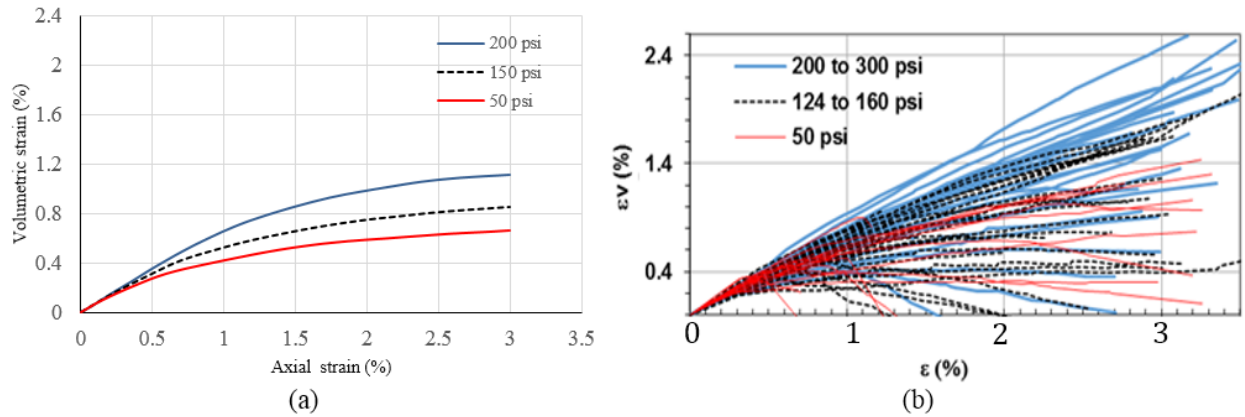 2.4
2
1.6
1.2
0.8
0.4
0
Volumetric strain (%)
200 psi
150 psi
50 psi
0 0.5 1 1.5 2 2.5 3 3.5
Axial strain (%)
(a)
2.4
1.4
0.4
εv (%)
200 to 300 psi
124 to 160 psi
50 psi
0 1 2 3
ε (%)
(b)